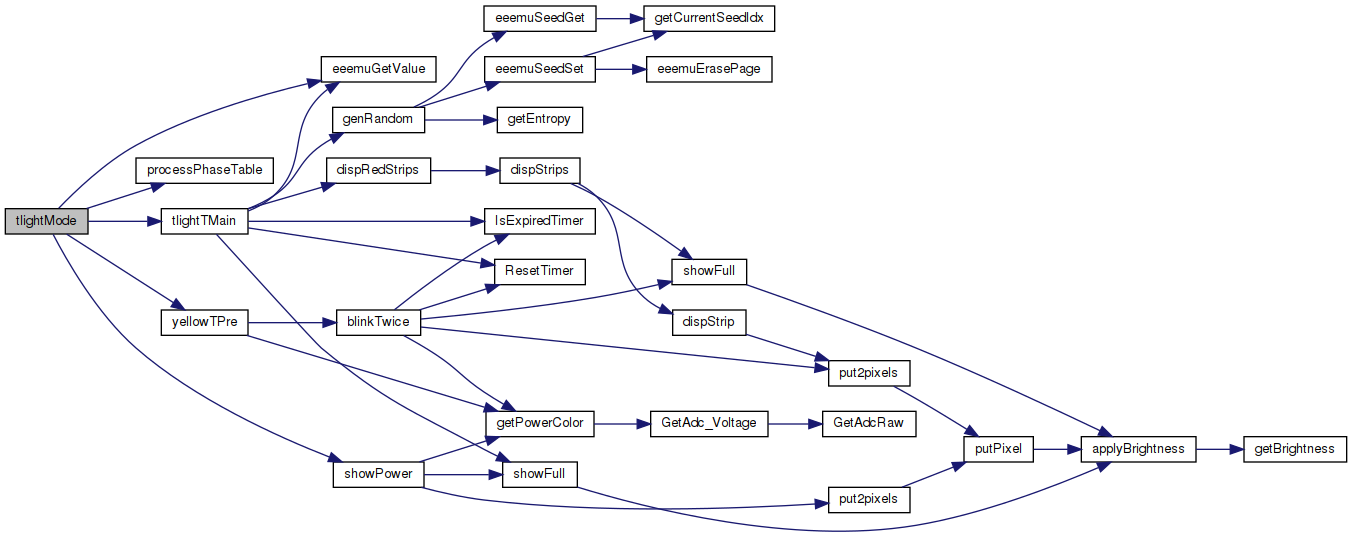 eeemuSeedGet
getCurrentSeedIdx
eeemuGetValue
eeemuSeedSet
eeemuErasePage
genRandom
getEntropy
processPhaseTable
dispRedStrips
dispStrips
tlightMode
tlightTMain
IsExpiredTimer
ResetTimer
showFull
yellowTPre
blinkTwice
dispStrip
put2pixels
getPowerColor
GetAdc_Voltage
GetAdcRaw
putPixel
applyBrightness
getBrightness
showPower
showFull
put2pixels